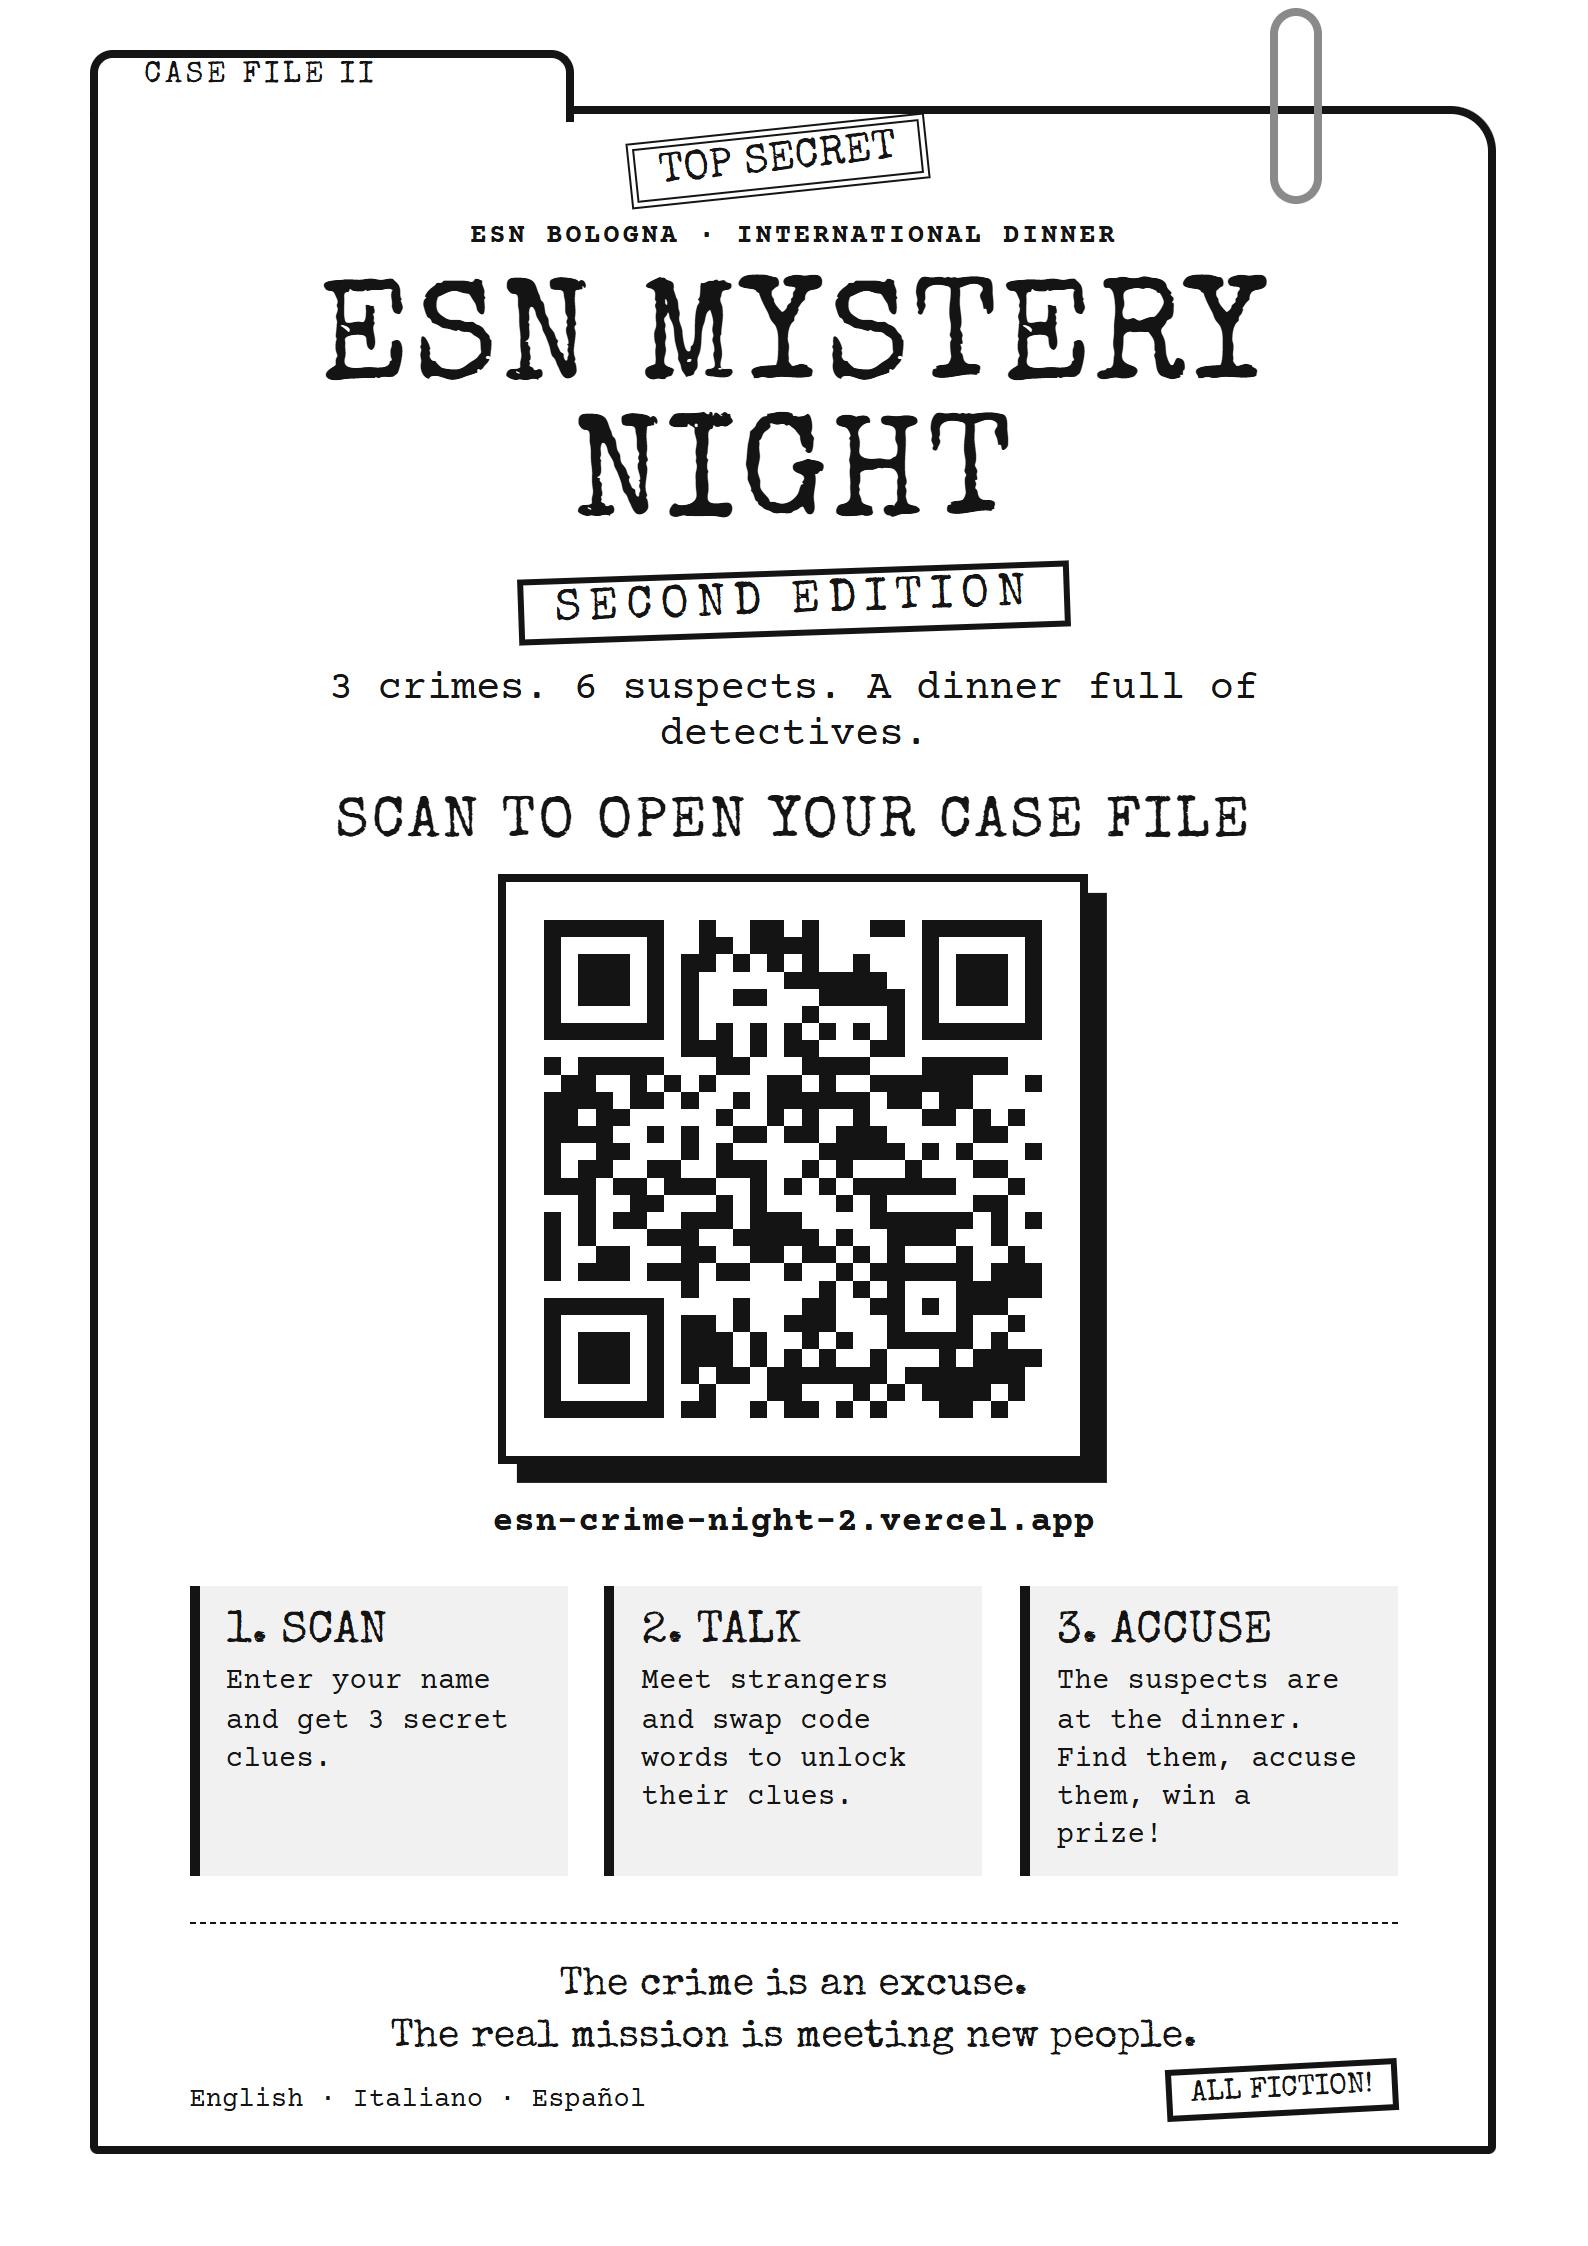 CASE FILE II
TOP SECRET
ESN BOLOGNA · INTERNATIONAL DINNER
ESN MYSTERY
NIGHT
SECOND EDITION
3 crimes. 6 suspects. A dinner full of
detectives.
SCAN TO OPEN YOUR CASE FILE
esn-crime-night-2.vercel.app
1. SCAN
Enter your name
and get 3 secret
clues.
2. TALK
Meet strangers
and swap code
words to unlock
their clues.
3. ACCUSE
The suspects are
at the dinner.
Find them, accuse
them, win a
prize!
The crime is an excuse.
The real mission is meeting new people.
English · Italiano · Español
ALL FICTION!